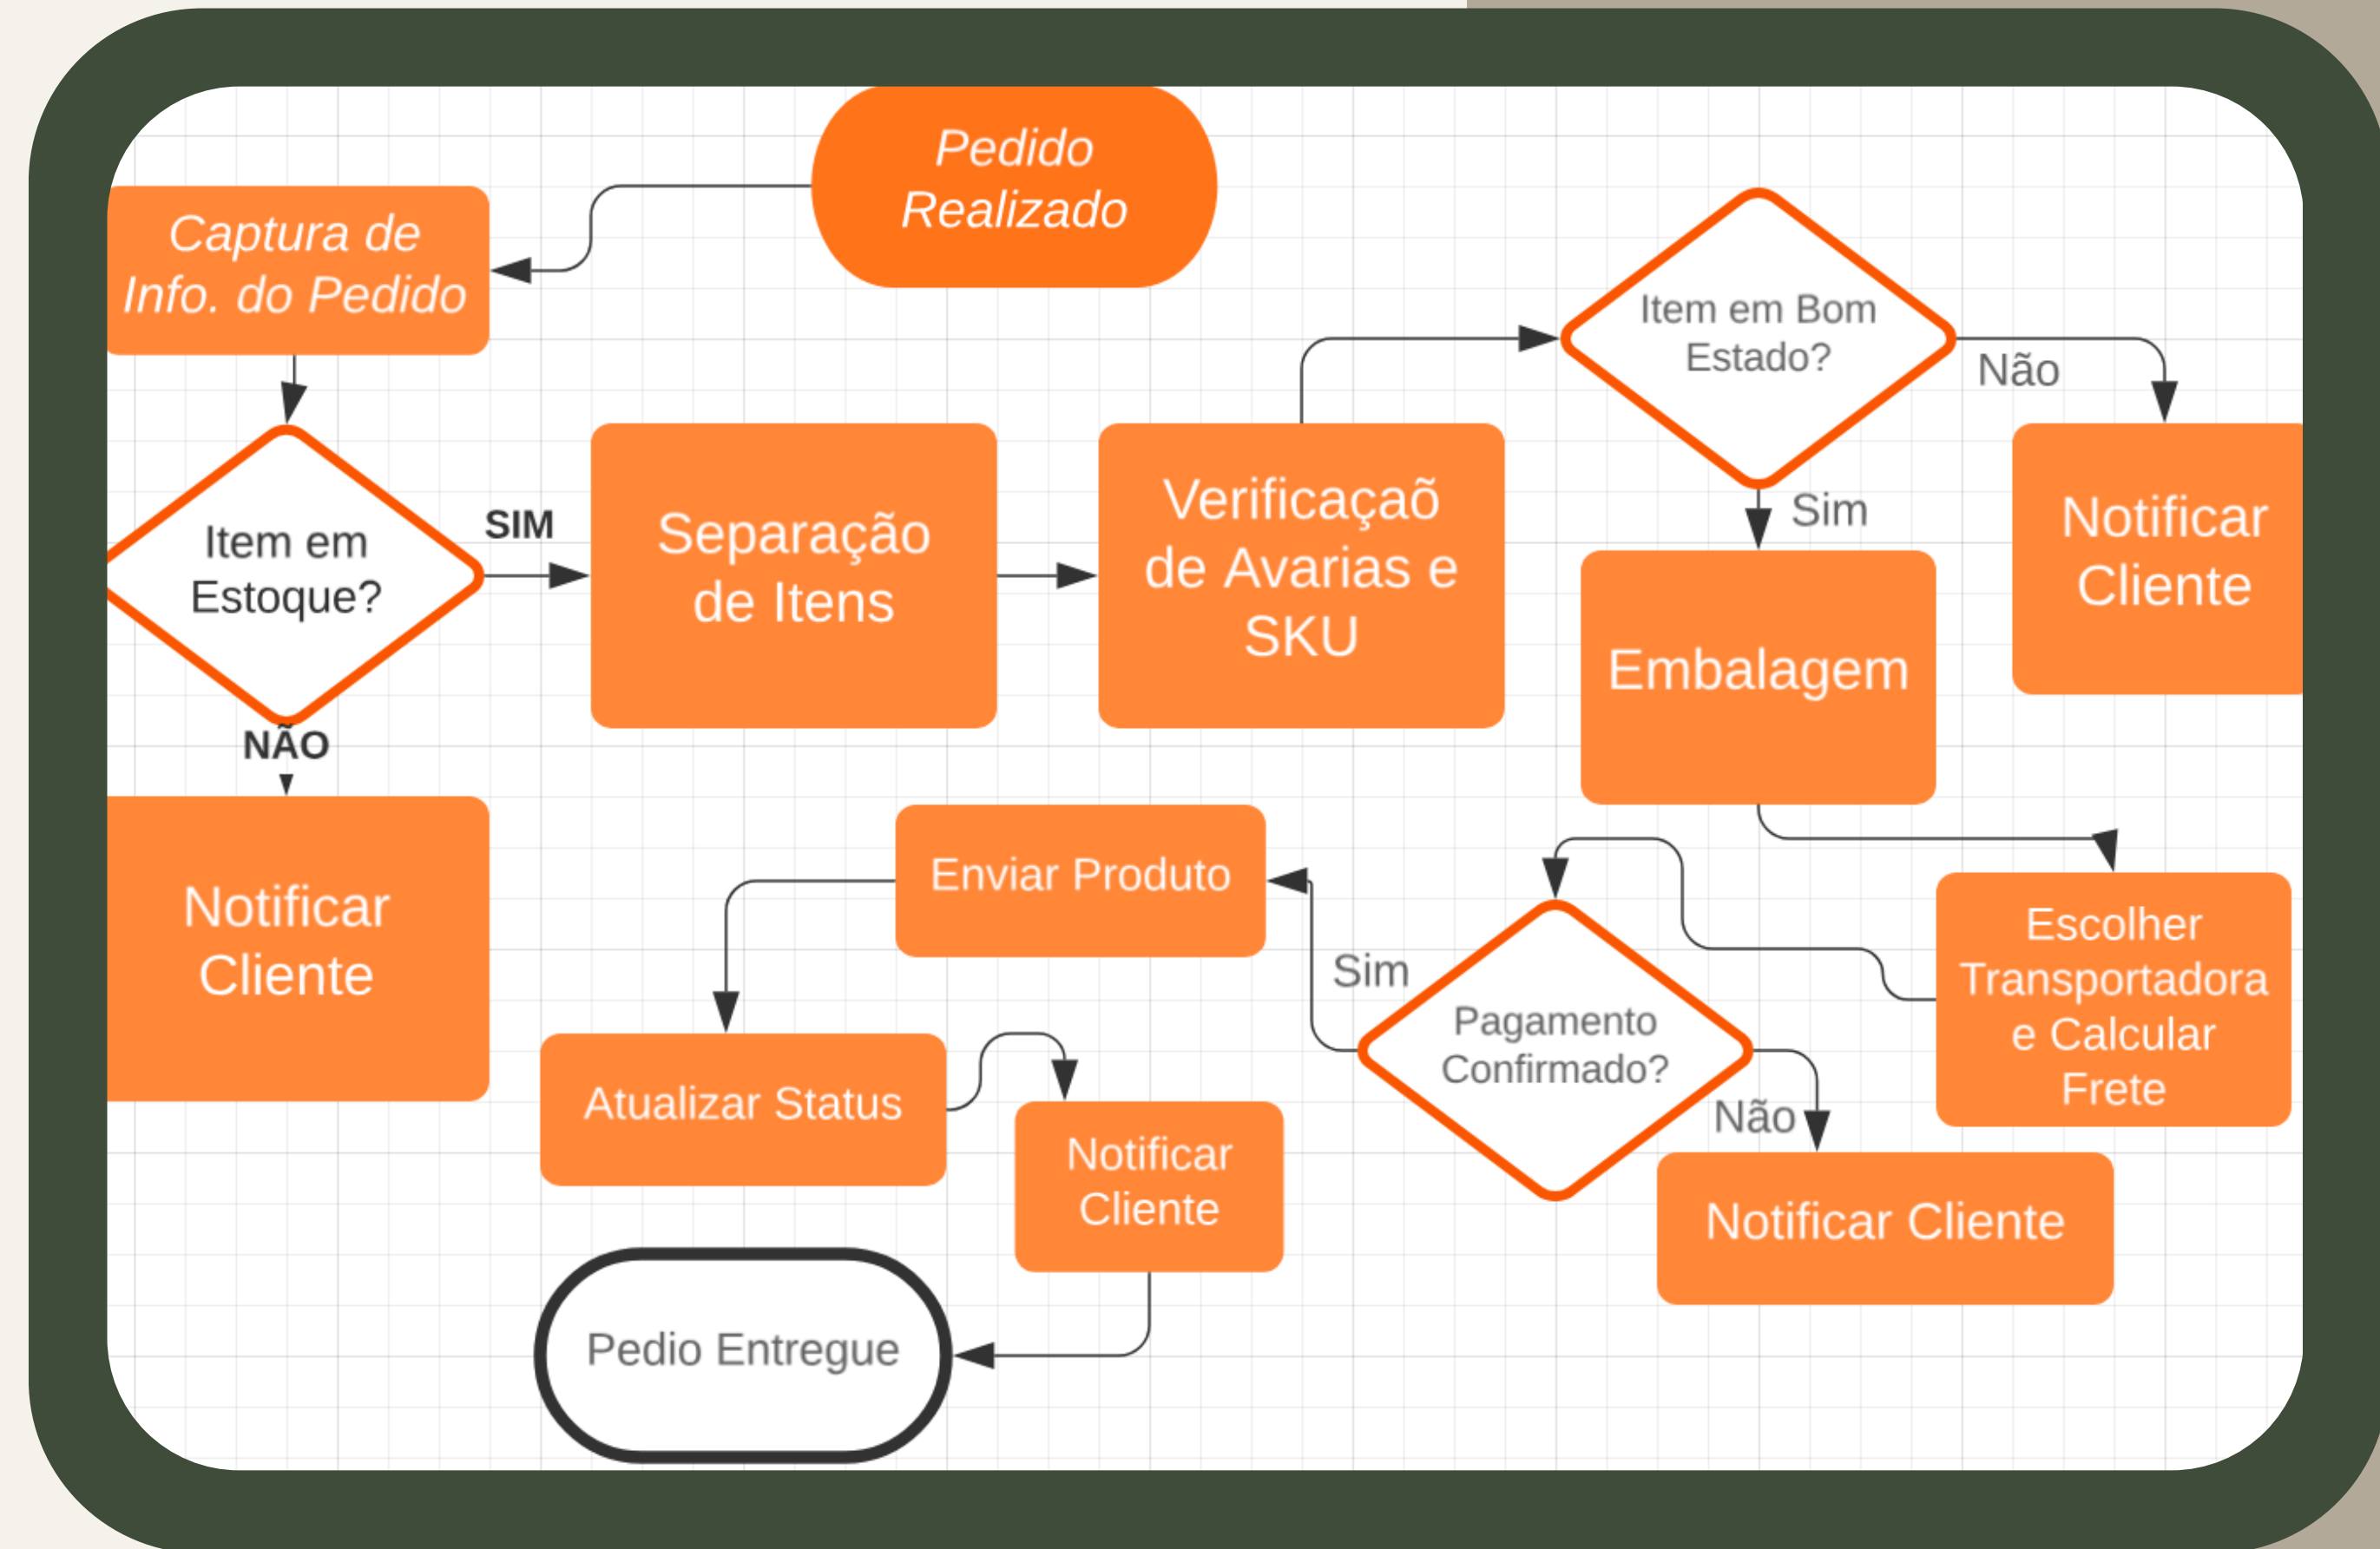 Pedido
Realizado
Captura de
Info. do Pedido
Item em
Estoque?
SIM
NÃO
Notificar
Cliente
Separação
de Itens
Verificaçaõ
de Avarias e
SKU
Item em Bom
Estado?
Não
Notificar
Cliente
Sim
Embalagem
Escolher
Transportadora
e Calcular
Frete
Pagamento
Confirmado?
Não
Notificar Cliente
Sim
Enviar Produto
Atualizar Status
Notificar
Cliente
Pedio Entregue